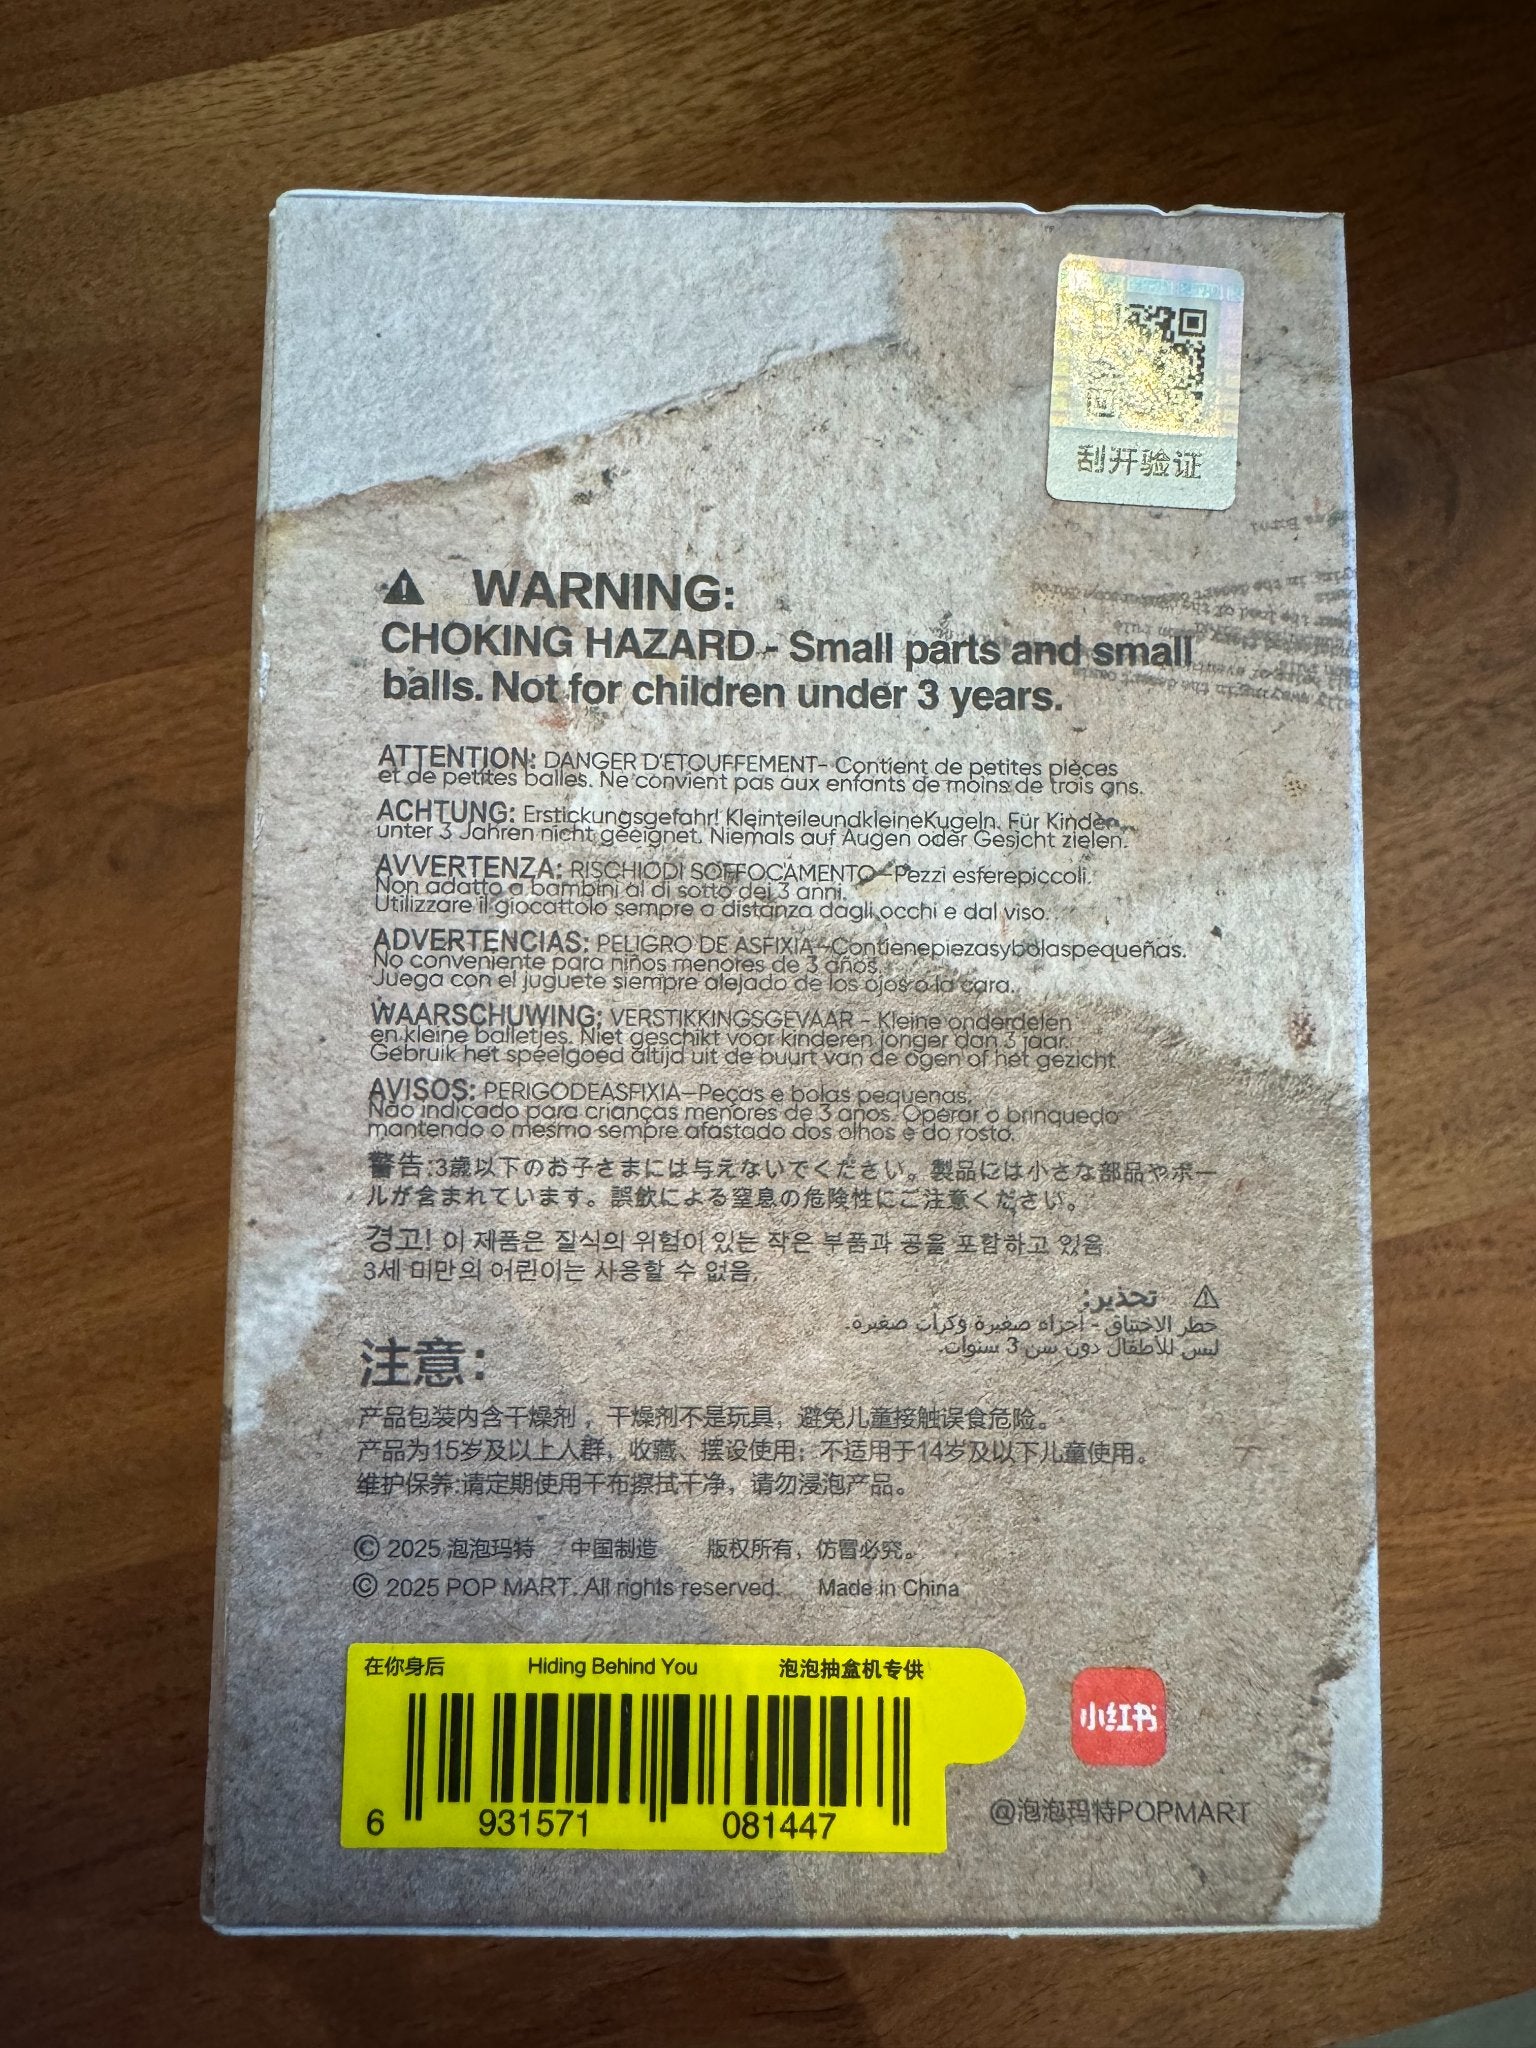 刮开验证
⚠ WARNING:
CHOKING HAZARD - Small parts and small
balls. Not for children under 3 years.
ATTENTION: DANGER D'ETOUFFEMENT- Contient de petites pièces
et de petites balles. Ne convient pas aux enfants de moins de trois ans.
ACHTUNG: Erstickungsgefahr! KleinteileundkleineKugeln. Für Kinder
unter 3 Jahren nicht geeignet. Niemals auf Augen oder Gesicht zielen.
AVVERTENZA: RISCHIODI SOFFOCAMENTO-Pezzi esferepiccoli.
Non adatto a bambini al di sotto dei 3 anni.
Utilizzare il giocattolo sempre a distanza dagli occhi e dal viso.
ADVERTENCIAS: PELIGRO DE ASFIXIA-Contienepiezasybolaspequeñas.
No conveniente para niños menores de 3 años.
Juega con el juguete siempre alejado de los ojos o la cara.
WAARSCHUWING: VERSTIKKINGSGEVAAR - Kleine onderdelen
en kleine balletjes. Niet geschikt voor kinderen jonger dan 3 jaar.
Gebruik het speelgoed altijd uit de buurt van de ogen of het gezicht.
AVISOS: PERIGODEASFIXIA-Peças e bolas pequenas.
Não indicado para crianças menores de 3 anos. Operar o brinquedo
mantendo o mesmo sempre afastado dos olhos e do rosto.
警告:3歳以下のお子さまには与えないでください。製品には小さな部品やボー
ルが含まれています。誤飲による窒息の危険性にご注意ください。
경고! 이 제품은 질식의 위험이 있는 작은 부품과 공을 포함하고 있음.
3세 미만의 어린이는 사용할 수 없음.
⚠ تحذير:
خطر الاختناق - أجزاء صغيرة وكرات صغيرة.
ليس للأطفال دون سن 3 سنوات.
注意:
产品包装内含干燥剂，干燥剂不是玩具，避免儿童接触误食危险。
产品为15岁及以上人群，收藏、摆设使用；不适用于14岁及以下儿童使用。
维护保养:请定期使用干布擦拭干净，请勿浸泡产品。
© 2025 泡泡玛特 中国制造 版权所有，仿冒必究。
© 2025 POP MART. All rights reserved. Made in China
在你身后 Hiding Behind You 泡泡抽盒机专供
6 931571 081447
小红书
@泡泡玛特POPMART